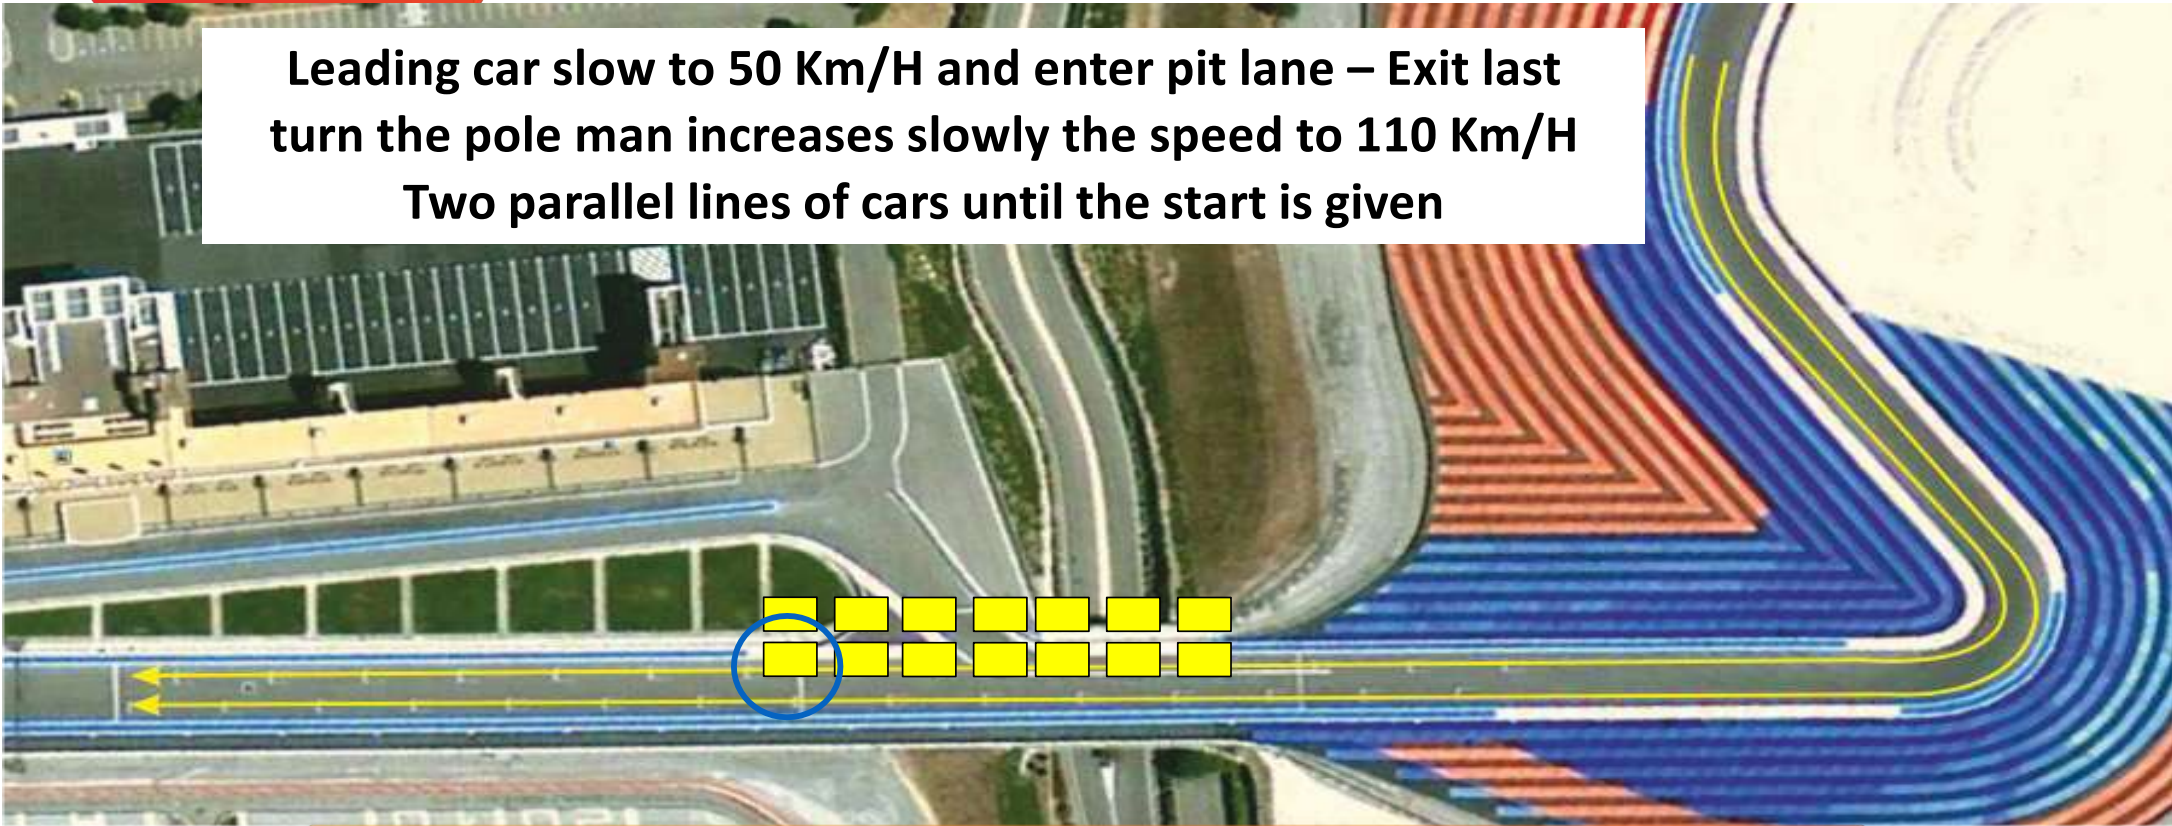 Leading car slow to 50 Km/H and enter pit lane – Exit last
turn the pole man increases slowly the speed to 110 Km/H
Two parallel lines of cars until the start is given